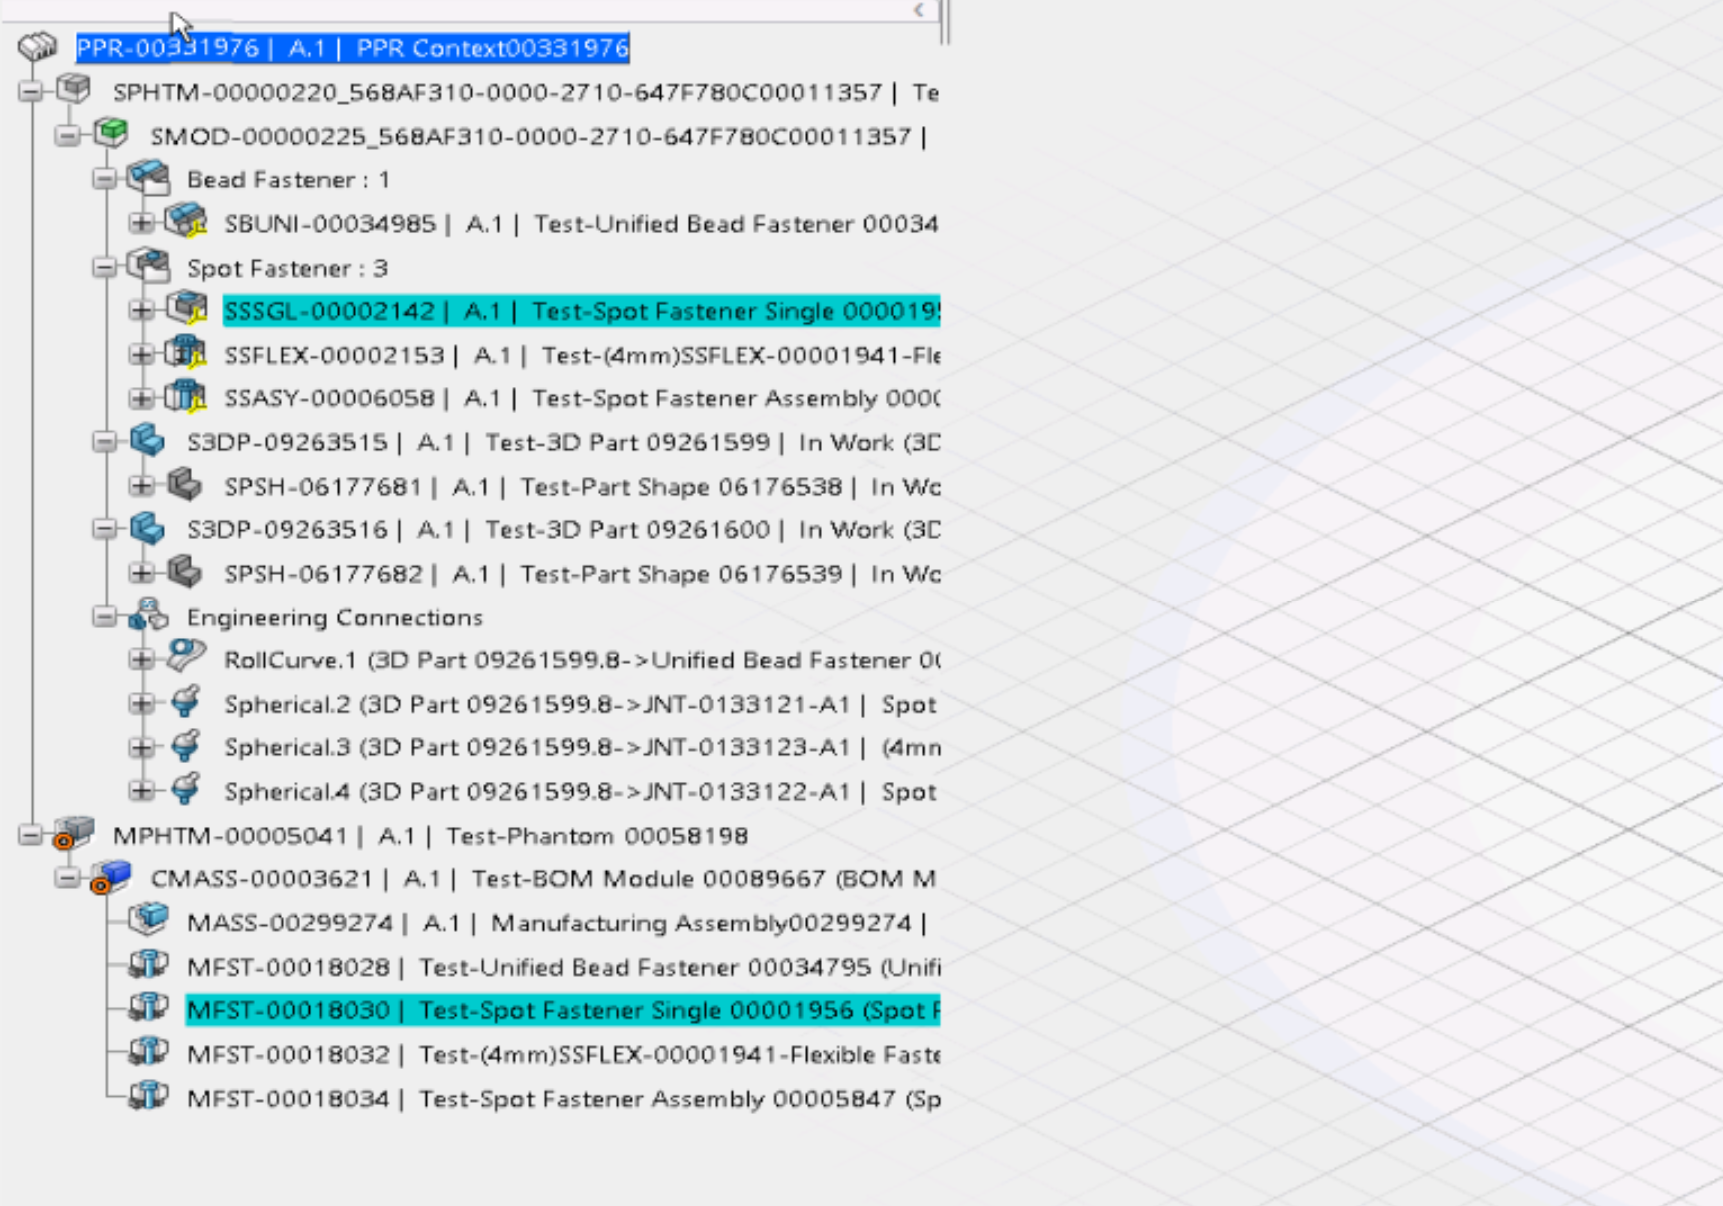 PPR-00331976 | A.1 | PPR Context00331976
SPHTM-00000220_568AF310-0000-2710-647F780C00011357 | Te
SMOD-00000225_568AF310-0000-2710-647F780C00011357 |
Bead Fastener : 1
SBUNI-00034985 | A.1 | Test-Unified Bead Fastener 00034
Spot Fastener : 3
SSSGL-00002142 | A.1 | Test-Spot Fastener Single 0000195
SSFLEX-00002153 | A.1 | Test-(4mm)SSFLEX-00001941-Fle
SSASY-00006058 | A.1 | Test-Spot Fastener Assembly 0000
S3DP-09263515 | A.1 | Test-3D Part 09261599 | In Work (3D
SPSH-06177681 | A.1 | Test-Part Shape 06176538 | In Wo
S3DP-09263516 | A.1 | Test-3D Part 09261600 | In Work (3D
SPSH-06177682 | A.1 | Test-Part Shape 06176539 | In Wo
Engineering Connections
RollCurve.1 (3D Part 09261599.8->Unified Bead Fastener 00
Spherical.2 (3D Part 09261599.8->JNT-0133121-A1 | Spot
Spherical.3 (3D Part 09261599.8->JNT-0133123-A1 | (4mm
Spherical.4 (3D Part 09261599.8->JNT-0133122-A1 | Spot
MPHTM-00005041 | A.1 | Test-Phantom 00058198
CMASS-00003621 | A.1 | Test-BOM Module 00089667 (BOM M
MASS-00299274 | A.1 | Manufacturing Assembly00299274 |
MFST-00018028 | Test-Unified Bead Fastener 00034795 (Unifi
MFST-00018030 | Test-Spot Fastener Single 00001956 (Spot F
MFST-00018032 | Test-(4mm)SSFLEX-00001941-Flexible Faste
MFST-00018034 | Test-Spot Fastener Assembly 00005847 (Sp